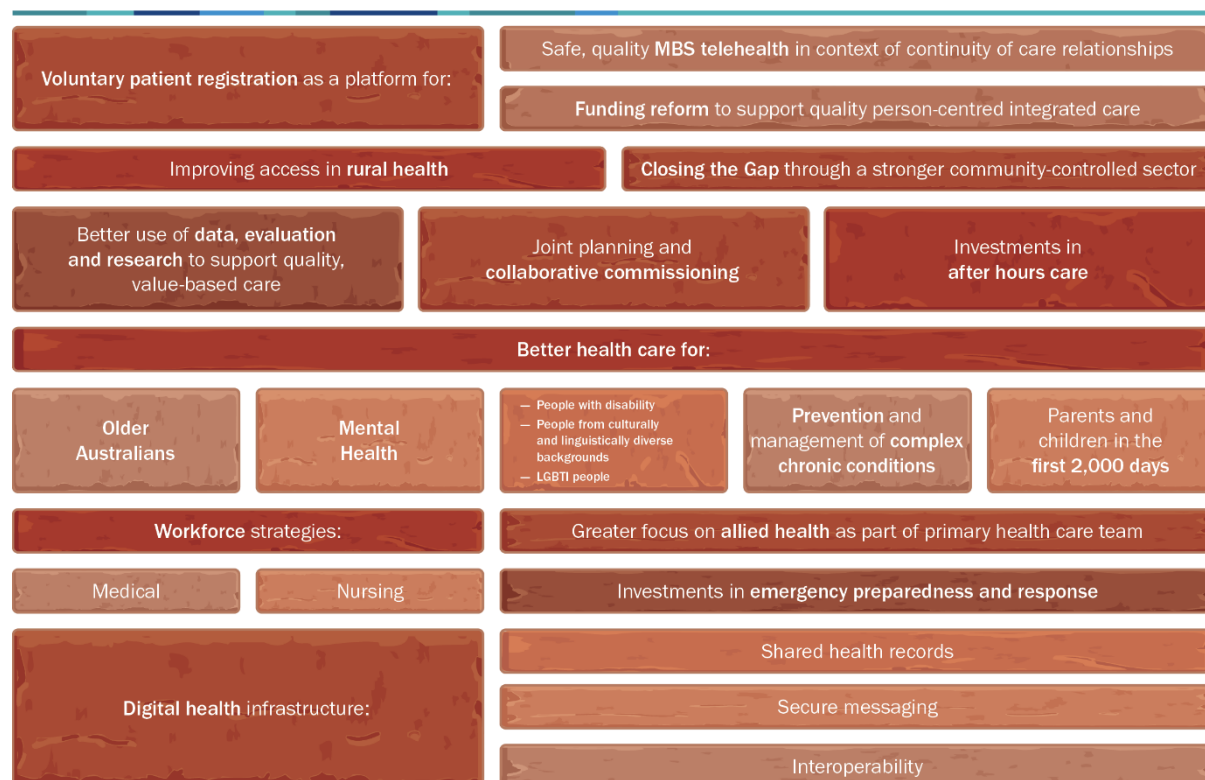 Voluntary patient registration as a platform for:
Safe, quality MBS telehealth in context of continuity of care relationships
Funding reform to support quality person-centred integrated care
Improving access in rural health
Closing the Gap through a stronger community-controlled sector
Better use of data, evaluation
and research to support quality,
value-based care
Joint planning and
collaborative commissioning
Investments in
after hours care
Better health care for:
Older
Australians
Mental
Health
— People with disability
— People from culturally
and linguistically diverse
backgrounds
— LGBTI people
Prevention and
management of complex
chronic conditions
Parents and
children in the
first 2,000 days
Workforce strategies:
Medical
Nursing
Greater focus on allied health as part of primary health care team
Investments in emergency preparedness and response
Digital health infrastructure:
Shared health records
Secure messaging
Interoperability